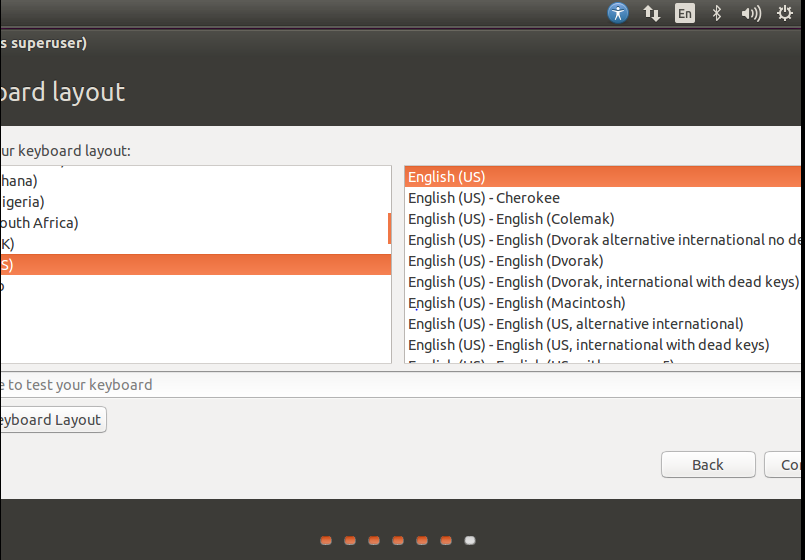 En
s superuser)
oard layout
ur keyboard layout:
hana)
igeria)
outh Africa)
K)
S)
o
English (US)
English (US) - Cherokee
English (US) - English (Colemak)
English (US) - English (Dvorak alternative international no de
English (US) - English (Dvorak)
English (US) - English (Dvorak, international with dead keys)
English (US) - English (Macintosh)
English (US) - English (US, alternative international)
English (US) - English (US, international with dead keys)
e to test your keyboard
eyboard Layout
Back
Co